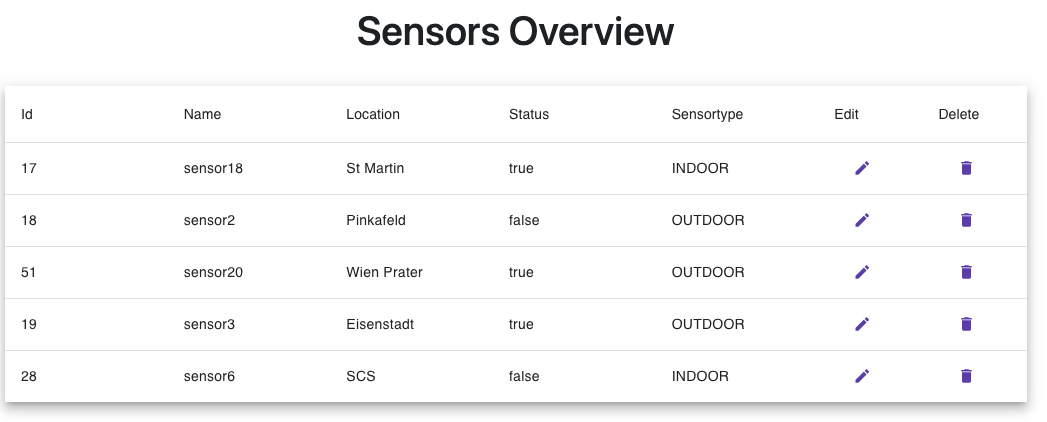 Sensors Overview
Id Name Location Status Sensortype Edit Delete
17 sensor18 St Martin true INDOOR
18 sensor2 Pinkafeld false OUTDOOR
51 sensor20 Wien Prater true OUTDOOR
19 sensor3 Eisenstadt true OUTDOOR
28 sensor6 SCS false INDOOR